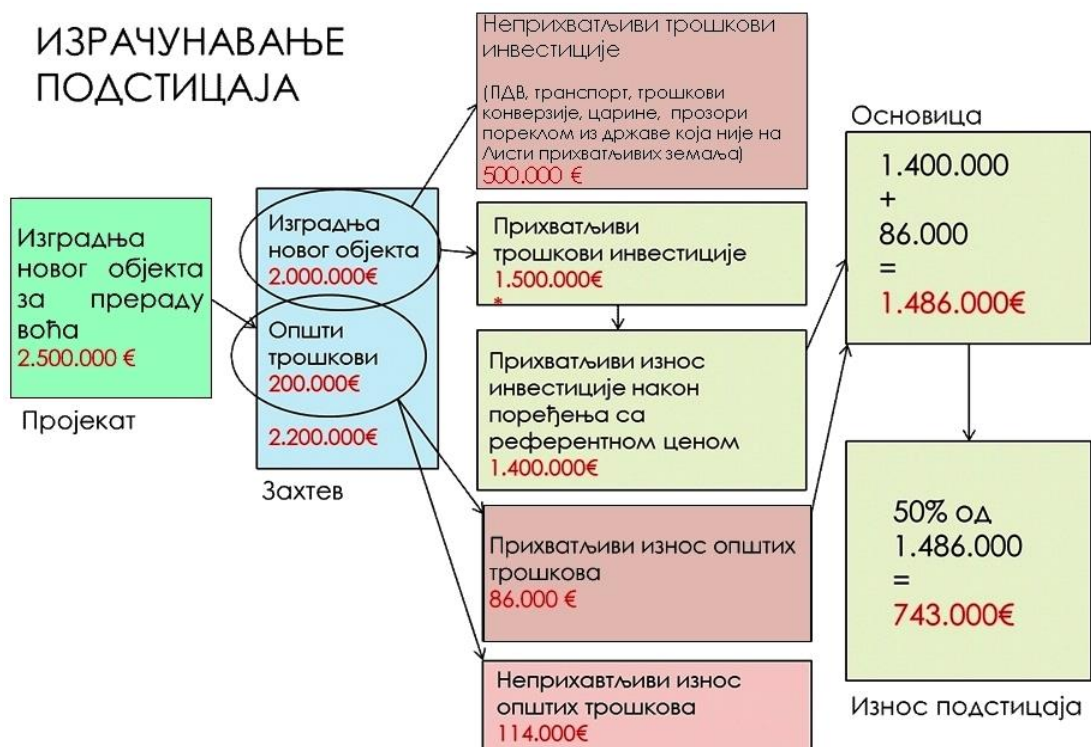 ИЗРАЧУНАВАЊЕ
ПОДСТИЦАЈА
Изградња
новог објекта
за прераду
воћа
2.500.000 €
Пројекат
Изградња
новог објекта
2.000.000€
Општи
трошкови
200.000€
2.200.000€
Захтев
Неприхватљиви трошкови
инвестиције
(ПДВ, транспорт, трошкови
конверзије, царине, прозори
пореклом из државе која није на
Листи прихватљивих земаља)
500.000 €
Прихватљиви
трошкови инвестиције
1.500.000€
*
Прихватљиви износ
инвестиције након
поређења са
референтном ценом
1.400.000€
Прихватљиви износ општих
трошкова
86.000 €
Неприхавтљиви износ
општих трошкова
114.000€
Основица
1.400.000
+
86.000
=
1.486.000€
50% од
1.486.000
=
743.000€
Износ подстицаја